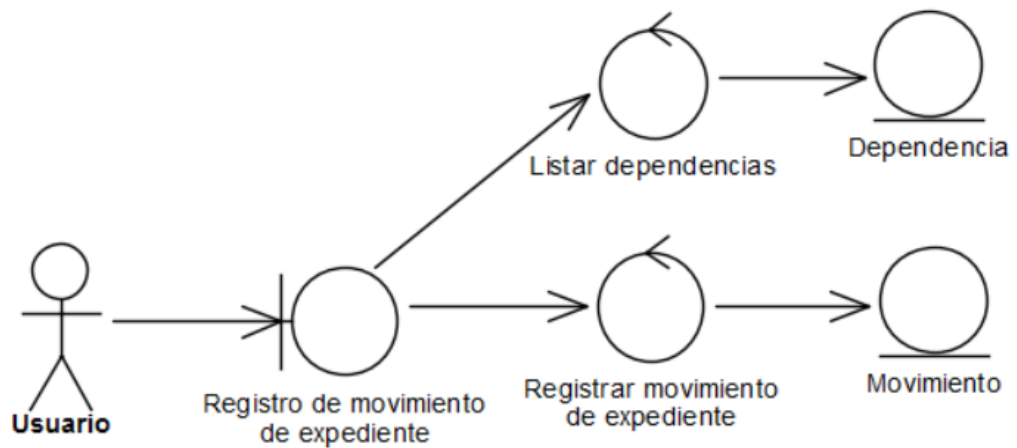 Listar dependencias
Dependencia
Usuario
Registro de movimiento
de expediente
Registrar movimiento
de expediente
Movimiento